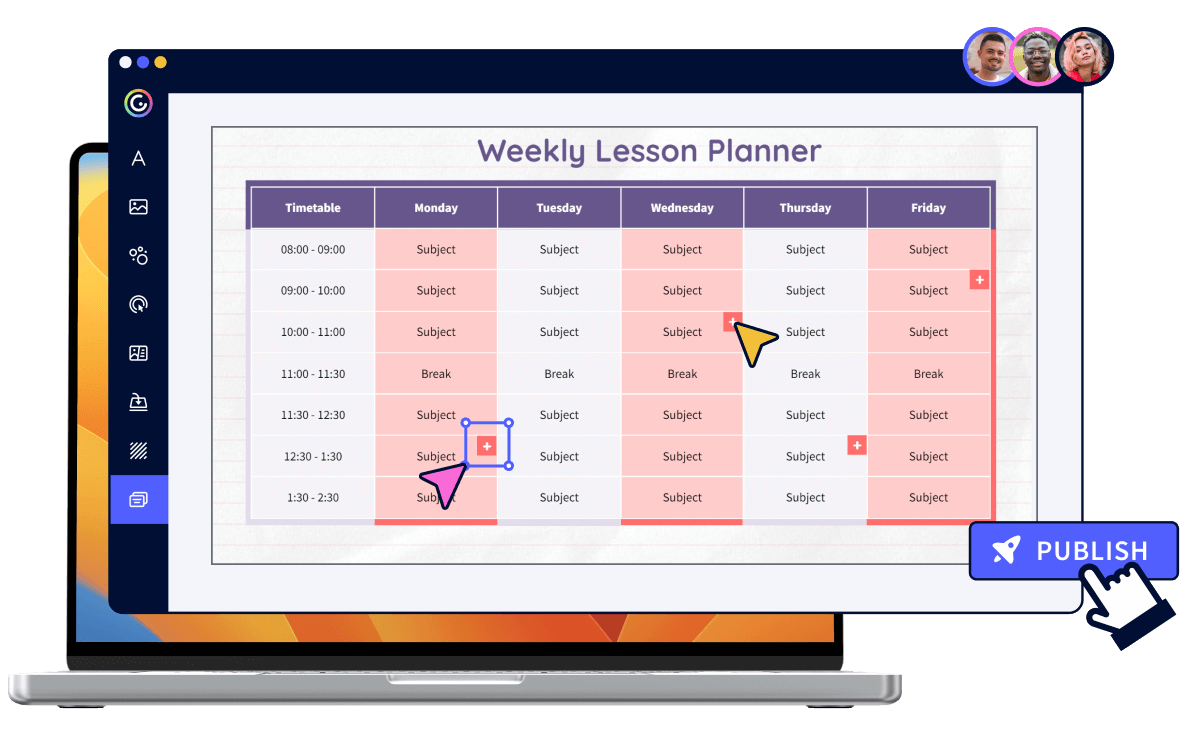 Weekly Lesson Planner
Timetable Monday Tuesday Wednesday Thursday Friday
08:00 - 09:00 Subject Subject Subject Subject Subject
09:00 - 10:00 Subject Subject Subject Subject Subject
10:00 - 11:00 Subject Subject Subject Subject Subject
11:00 - 11:30 Break Break Break Break Break
11:30 - 12:30 Subject Subject Subject Subject Subject
12:30 - 1:30 Subject Subject Subject Subject Subject
1:30 - 2:30 Subject Subject Subject Subject Subject
PUBLISH